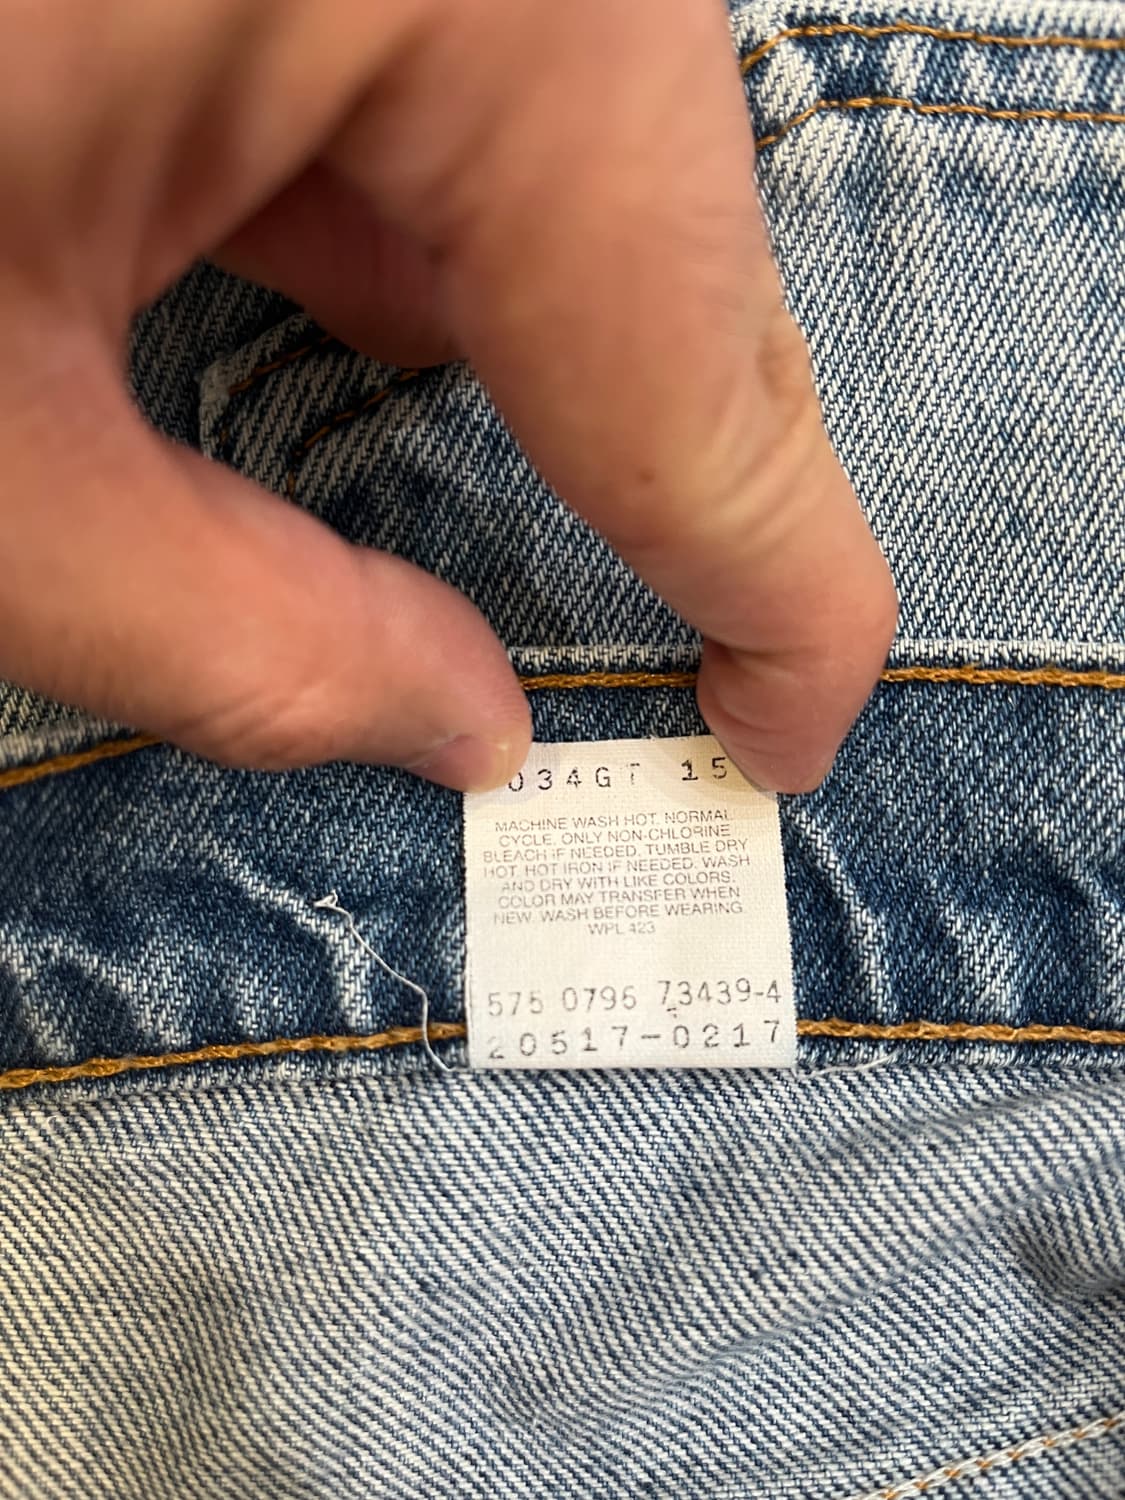 034GT 15
MACHINE WASH HOT. NORMAL
CYCLE. ONLY NON-CHLORINE
BLEACH IF NEEDED. TUMBLE DRY
HOT. HOT IRON IF NEEDED. WASH
AND DRY WITH LIKE COLORS.
COLOR MAY TRANSFER WHEN
NEW. WASH BEFORE WEARING.
WPL 423
575 0796 73439-4
20517-0217